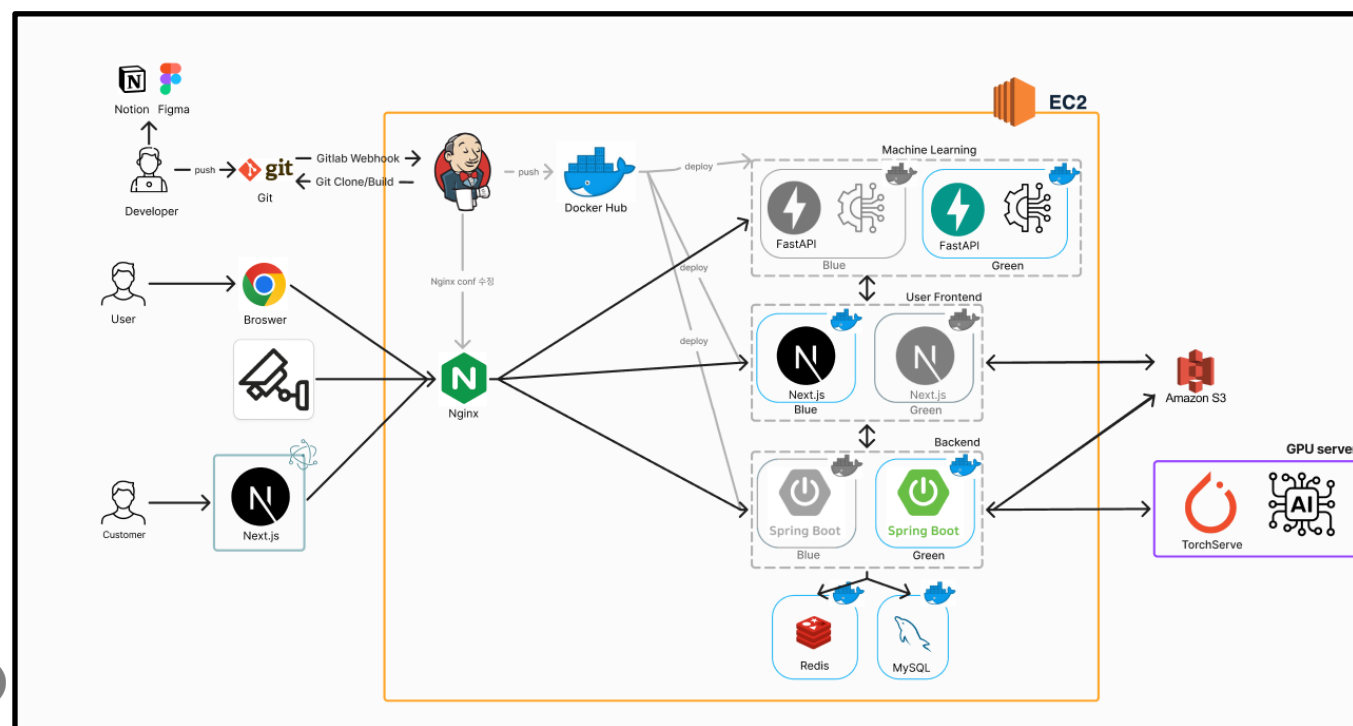 EC2
Notion
Figma
Machine Learning
Gitlab Webhook
deploy
push
git
push
Git Clone/Build
Docker Hub
Developer
Git
FastAPI
FastAPI
Blue
Green
deploy
Nginx conf 수정
User Frontend
User
Broswer
deploy
N
Nginx
Next.js
Next.js
Blue
Green
Amazon S3
Backend
GPU server
AI
Spring Boot
Spring Boot
Customer
Next.js
TorchServe
Blue
Green
Redis
MySQL